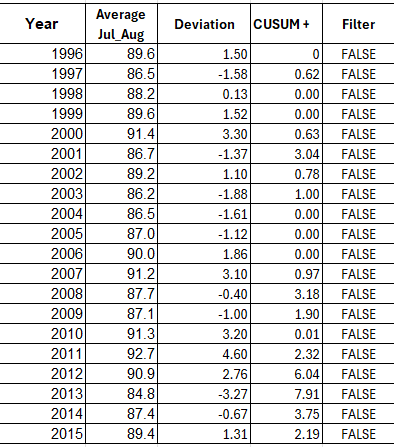 Year Average Jul_Aug Deviation CUSUM + Filter
1996 89.6 1.50 0 FALSE
1997 86.5 -1.58 0.62 FALSE
1998 88.2 0.13 0.00 FALSE
1999 89.6 1.52 0.00 FALSE
2000 91.4 3.30 0.63 FALSE
2001 86.7 -1.37 3.04 FALSE
2002 89.2 1.10 0.78 FALSE
2003 86.2 -1.88 1.00 FALSE
2004 86.5 -1.61 0.00 FALSE
2005 87.0 -1.12 0.00 FALSE
2006 90.0 1.86 0.00 FALSE
2007 91.2 3.10 0.97 FALSE
2008 87.7 -0.40 3.18 FALSE
2009 87.1 -1.00 1.90 FALSE
2010 91.3 3.20 0.01 FALSE
2011 92.7 4.60 2.32 FALSE
2012 90.9 2.76 6.04 FALSE
2013 84.8 -3.27 7.91 FALSE
2014 87.4 -0.67 3.75 FALSE
2015 89.4 1.31 2.19 FALSE